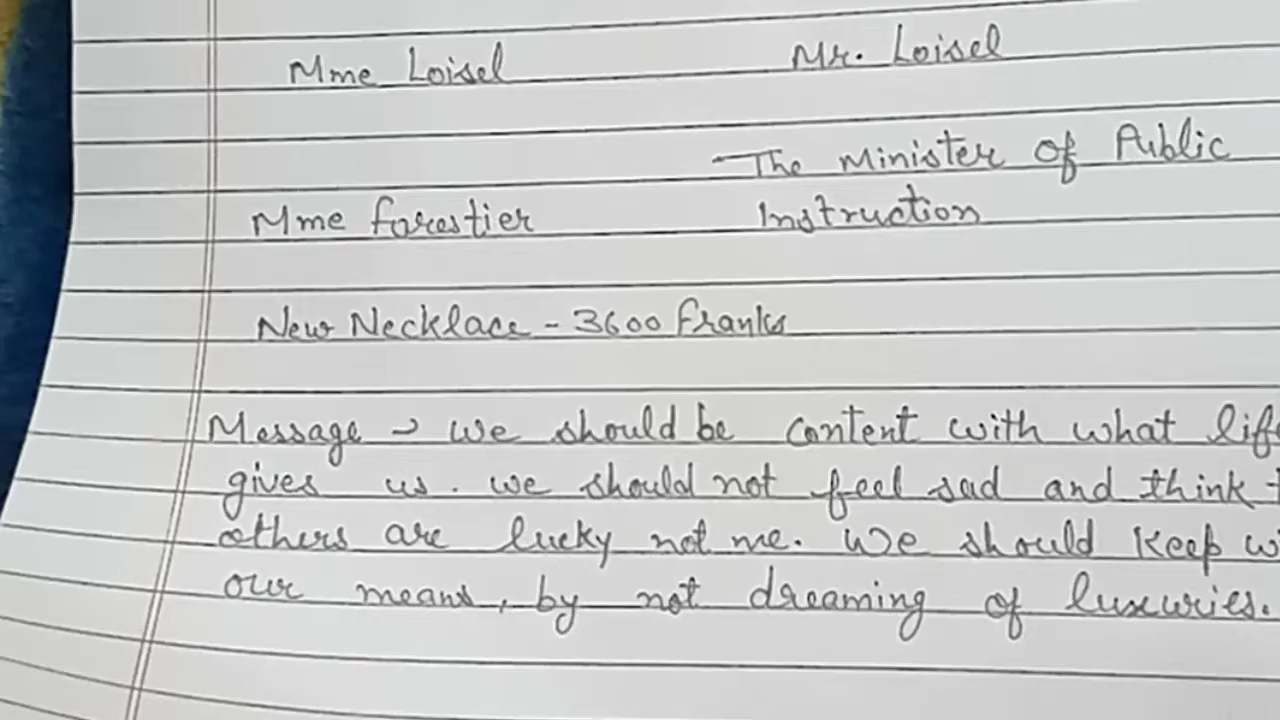 Mme Loisel Mr. Loisel
The Minister of Public
Mme Forestier Instruction
New Necklace - 3600 Franks
Message → we should be content with what life
gives us. we should not feel sad and think
others are lucky not me. We should keep
our means, by not dreaming of luxuries.